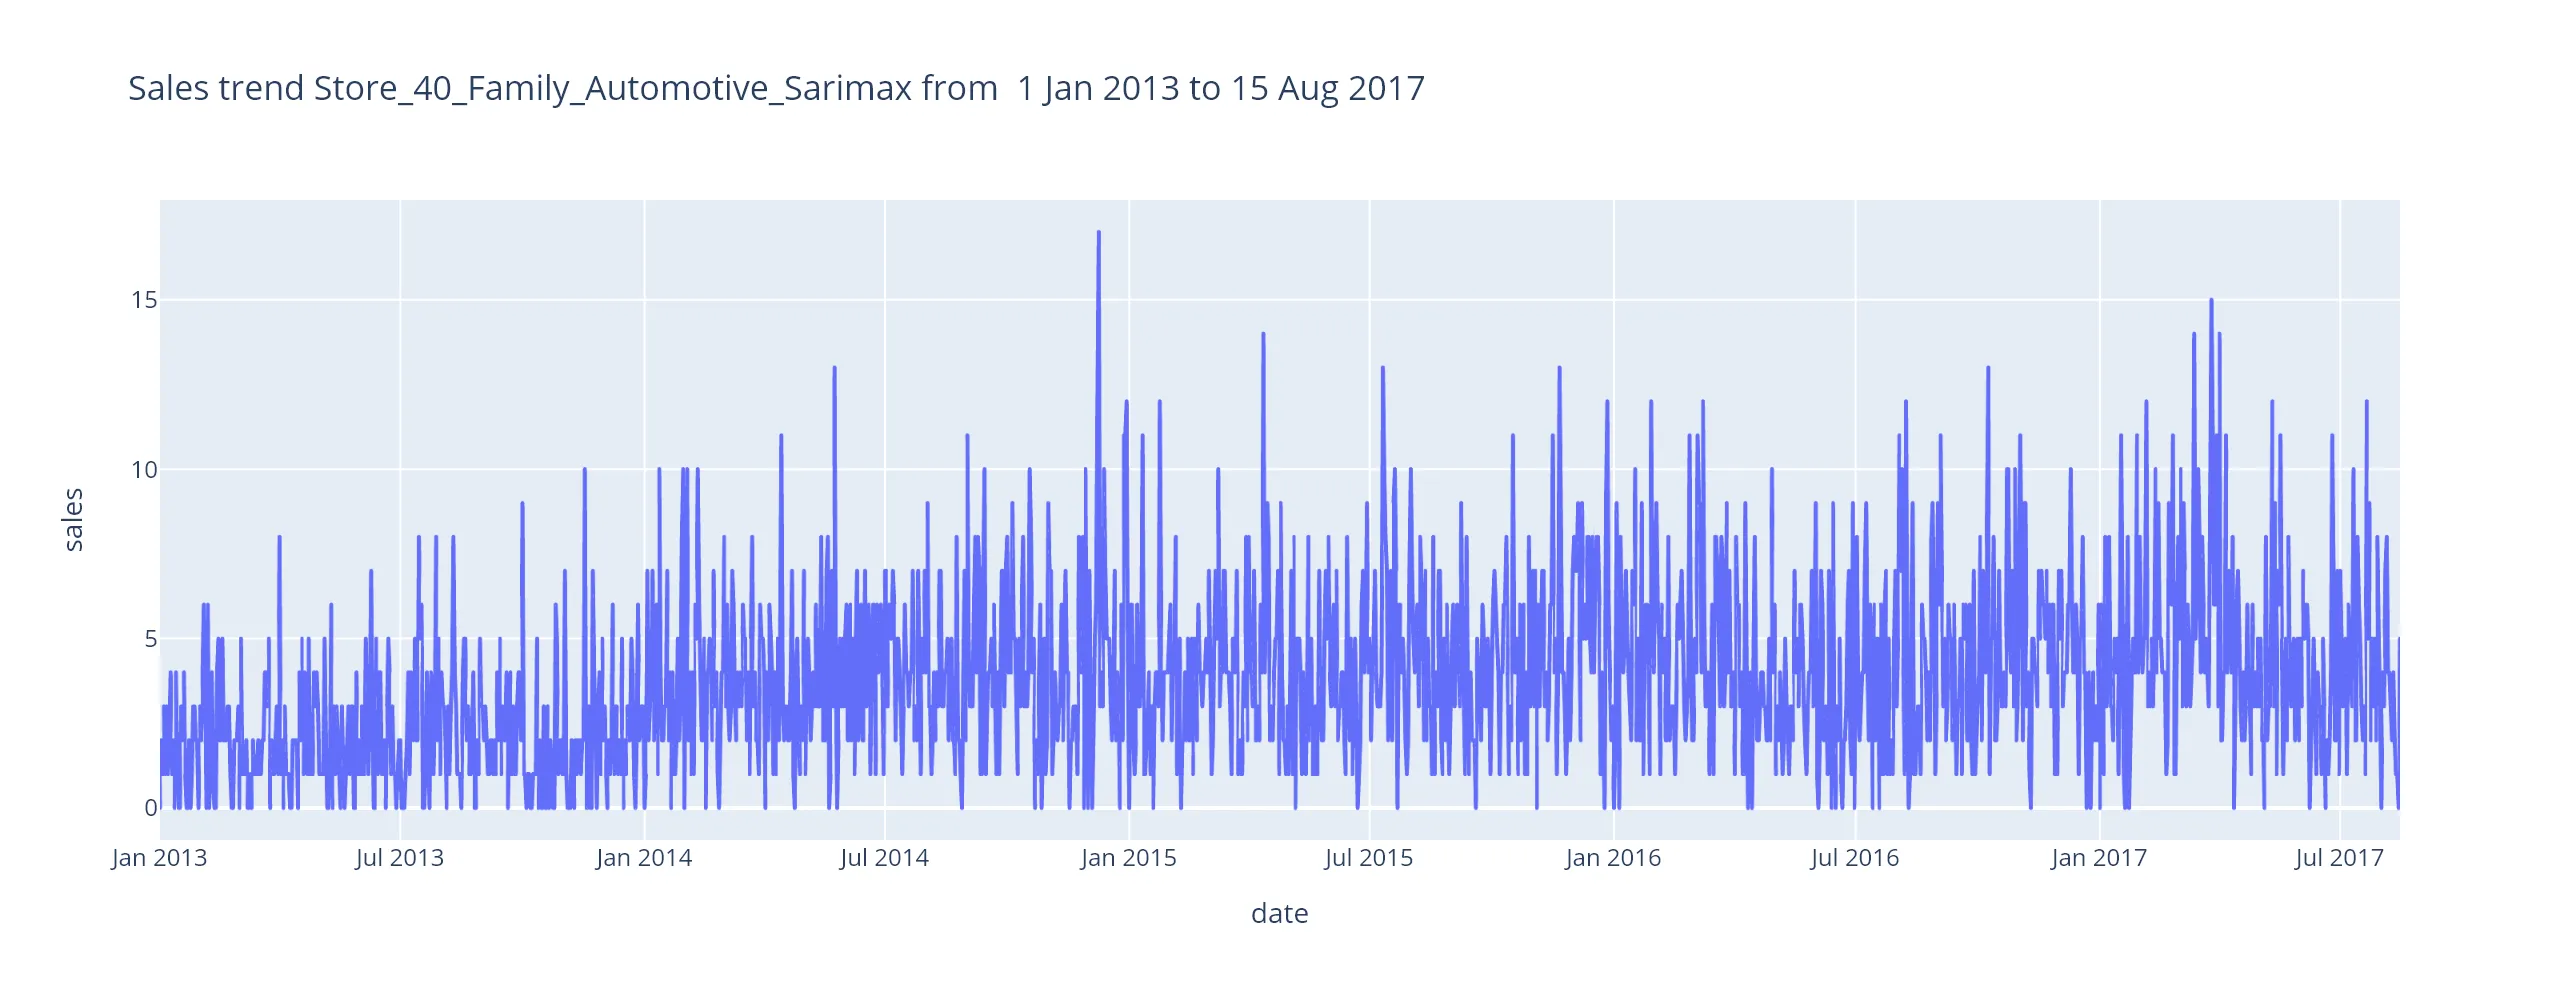 Sales trend Store_40_Family_Automotive_Sarimax from  1 Jan 2013 to 15 Aug 2017
15
10
sales
5
0
Jan 2013 Jul 2013 Jan 2014 Jul 2014 Jan 2015 Jul 2015 Jan 2016 Jul 2016 Jan 2017 Jul 2017
date